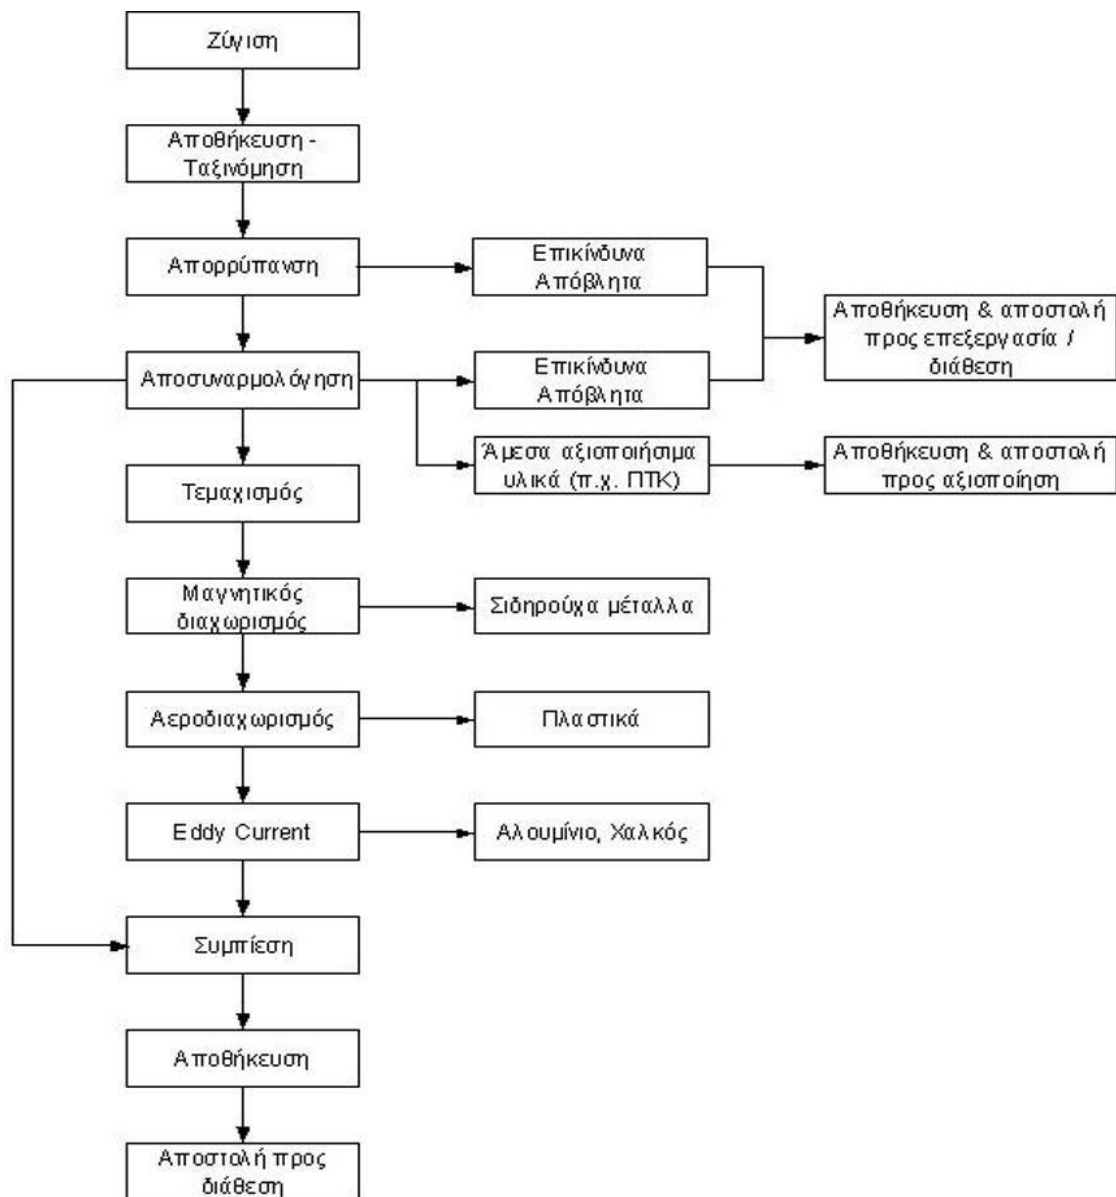 Ζύγιση
Αποθήκευση -
Ταξινόμηση
Απορρύπανση
Επικίνδυνα
Απόβλητα
Αποθήκευση & αποστολή
προς επεξεργασία /
διάθεση
Αποσυναρμολόγηση
Επικίνδυνα
Απόβλητα
Άμεσα αξιοποιήσιμα
υλικά (π.χ. ΠΤΚ)
Αποθήκευση & αποστολή
προς αξιοποίηση
Τεμαχισμός
Μαγνητικός
διαχωρισμός
Σιδηρούχα μέταλλα
Αεροδιαχωρισμός
Πλαστικά
Eddy Current
Αλουμίνιο, Χαλκός
Συμπίεση
Αποθήκευση
Αποστολή προς
διάθεση